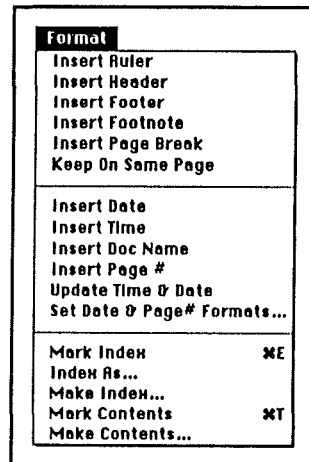 Format
Insert Ruler
Insert Header
Insert Footer
Insert Footnote
Insert Page Break
Keep On Same Page
Insert Date
Insert Time
Insert Doc Name
Insert Page #
Update Time & Date
Set Date & Page# Formats...
Mark Index ⌘E
Index As...
Make Index...
Mark Contents ⌘T
Make Contents...